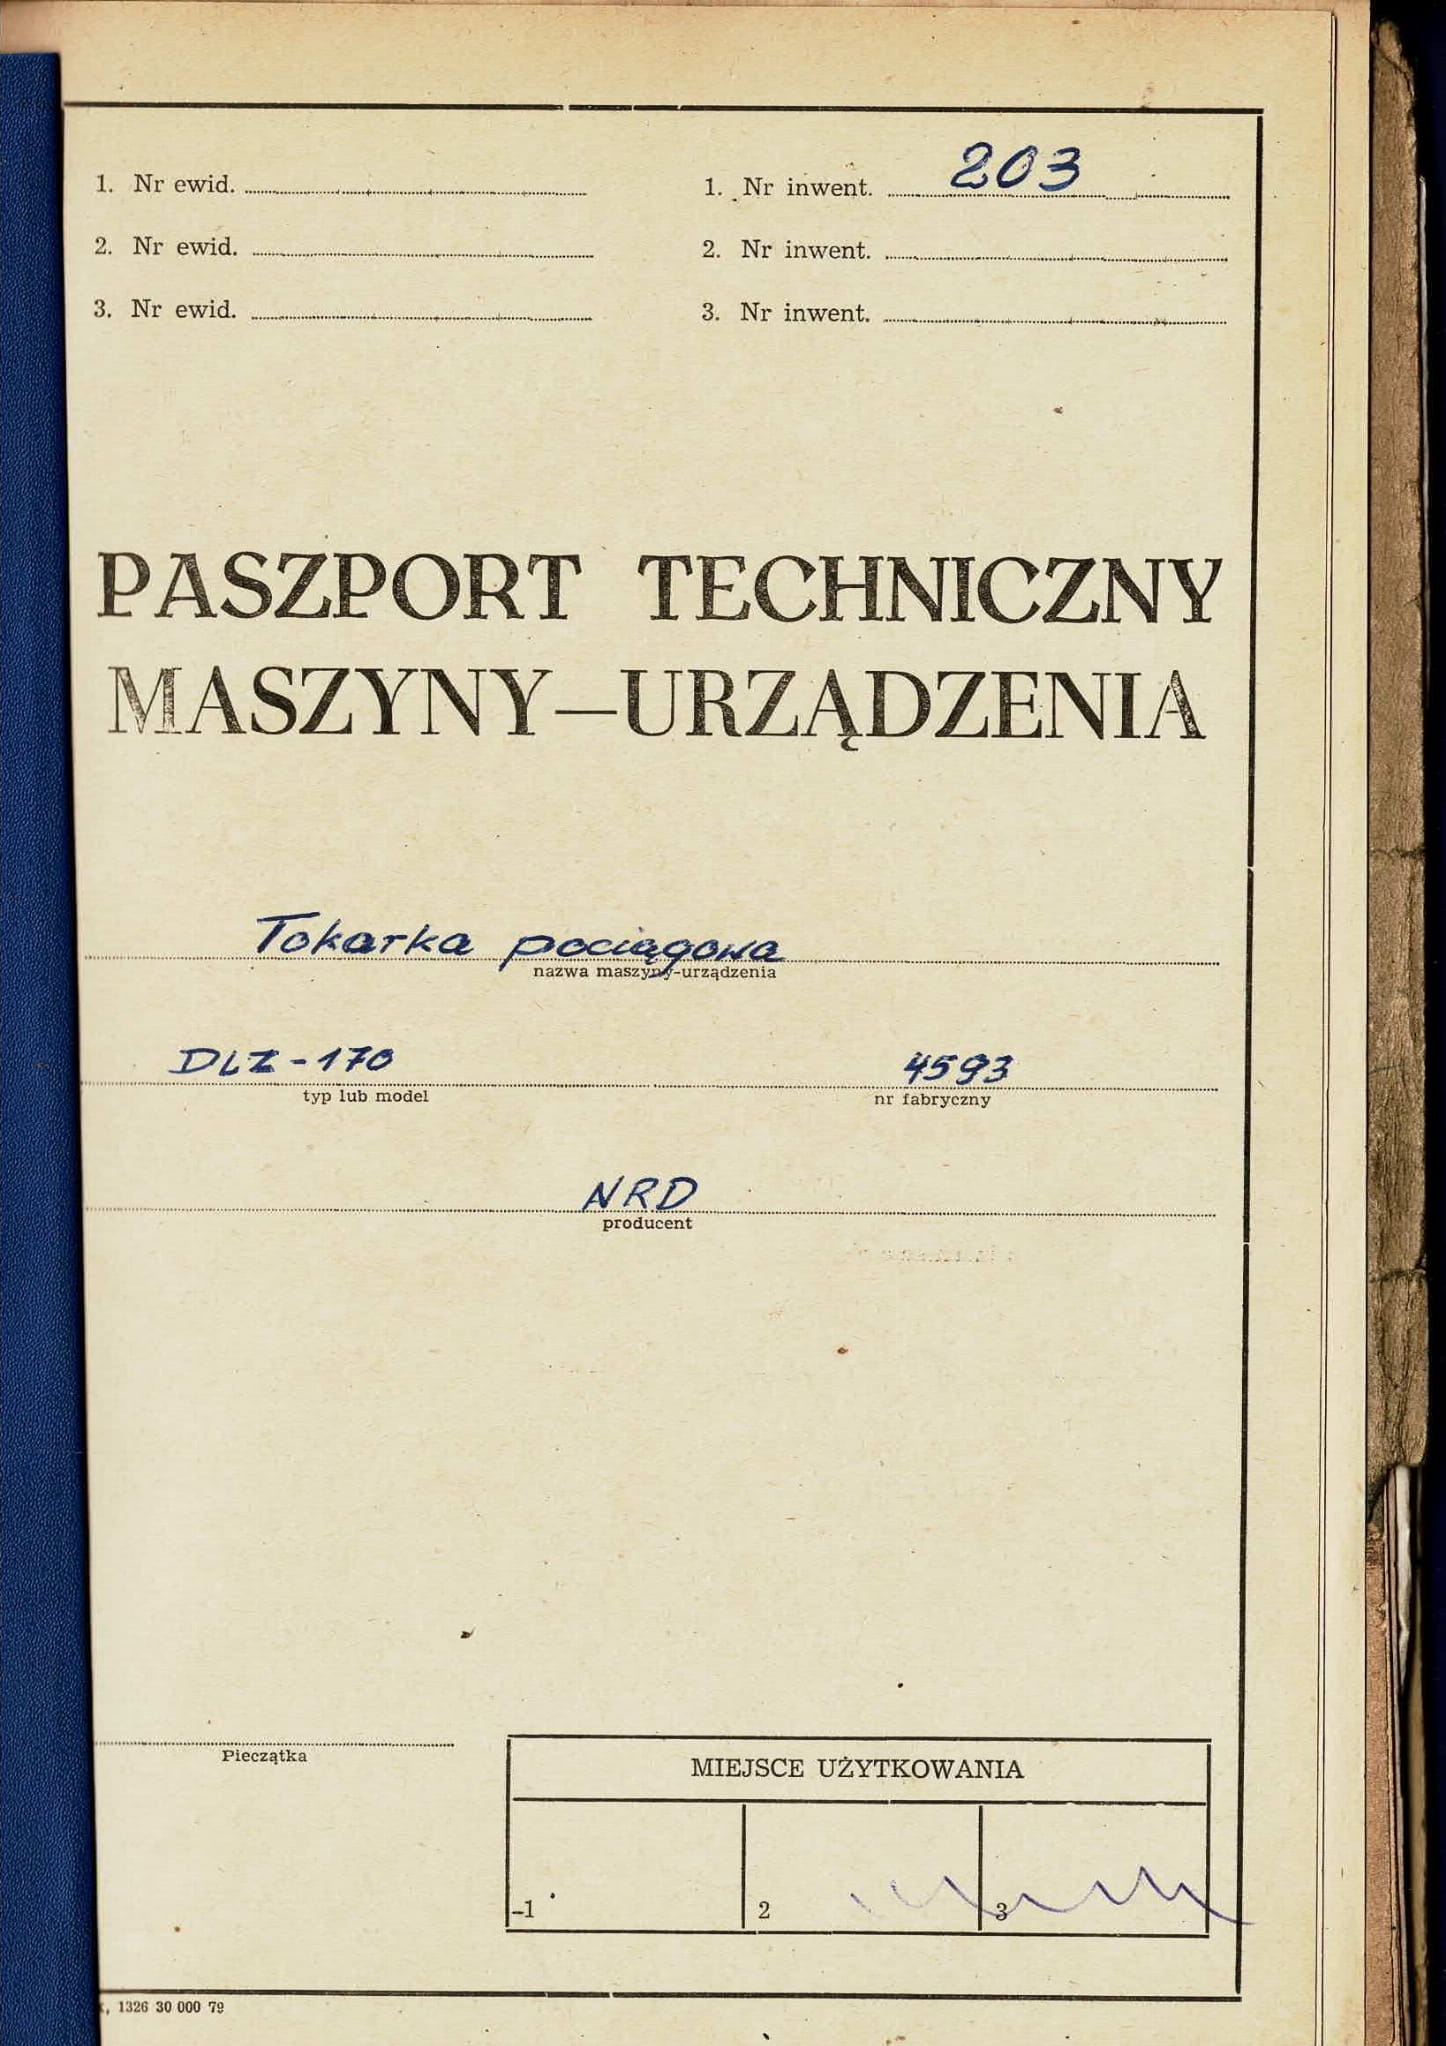 1. Nr ewid. 1. Nr inwent. 203
2. Nr ewid. 2. Nr inwent.
3. Nr ewid. 3. Nr inwent.
PASZPORT TECHNICZNY
MASZYNY—URZĄDZENIA
Tokarka pociągowa
nazwa maszyny-urządzenia
DLZ-170 4593
typ lub model nr fabryczny
NRD
producent
Pieczątka
MIEJSCE UŻYTKOWANIA
1 2 3
, 1326 30 000 79